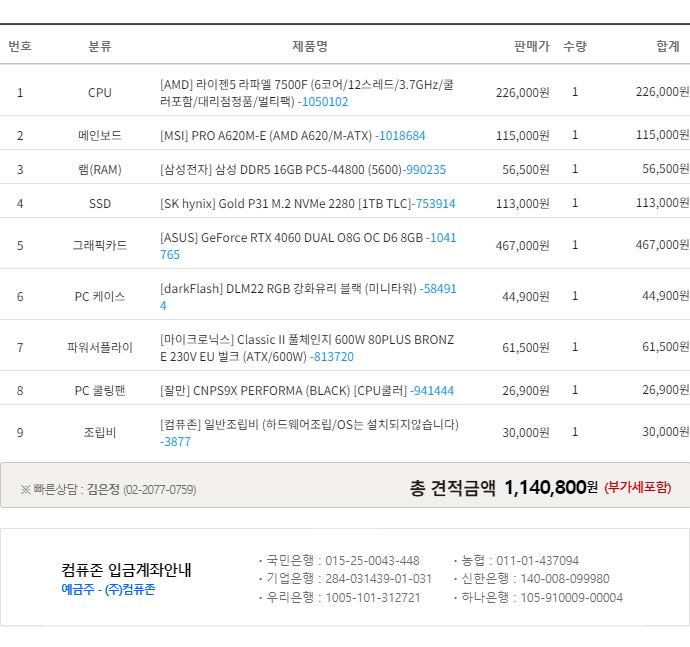 번호 분류 제품명 판매가 수량 합계
1 CPU [AMD] 라이젠5 라파엘 7500F (6코어/12스레드/3.7GHz/쿨 226,000원 1 226,000원
러포함/대리점정품/멀티팩) -1050102
2 메인보드 [MSI] PRO A620M-E (AMD A620/M-ATX) -1018684 115,000원 1 115,000원
3 램(RAM) [삼성전자] 삼성 DDR5 16GB PC5-44800 (5600)-990235 56,500원 1 56,500원
4 SSD [SK hynix] Gold P31 M.2 NVMe 2280 [1TB TLC]-753914 113,000원 1 113,000원
5 그래픽카드 [ASUS] GeForce RTX 4060 DUAL O8G OC D6 8GB -1041 467,000원 1 467,000원
765
6 PC 케이스 [darkFlash] DLM22 RGB 강화유리 블랙 (미니타워) -58491 44,900원 1 44,900원
4
7 파워서플라이 [마이크로닉스] Classic II 풀체인지 600W 80PLUS BRONZ 61,500원 1 61,500원
E 230V EU 벌크 (ATX/600W) -813720
8 PC 쿨링팬 [잘만] CNPS9X PERFORMA (BLACK) [CPU쿨러] -941444 26,900원 1 26,900원
9 조립비 [컴퓨존] 일반조립비 (하드웨어조립/OS는 설치되지않습니다) 30,000원 1 30,000원
-3877
※ 빠른상담 : 김은정 (02-2077-0759) 총 견적금액 1,140,800원 (부가세포함)
컴퓨존 입금계좌안내
예금주 - (주)컴퓨존
· 국민은행 : 015-25-0043-448 · 농협 : 011-01-437094
· 기업은행 : 284-031439-01-031 · 신한은행 : 140-008-099980
· 우리은행 : 1005-101-312721 · 하나은행 : 105-910009-00004